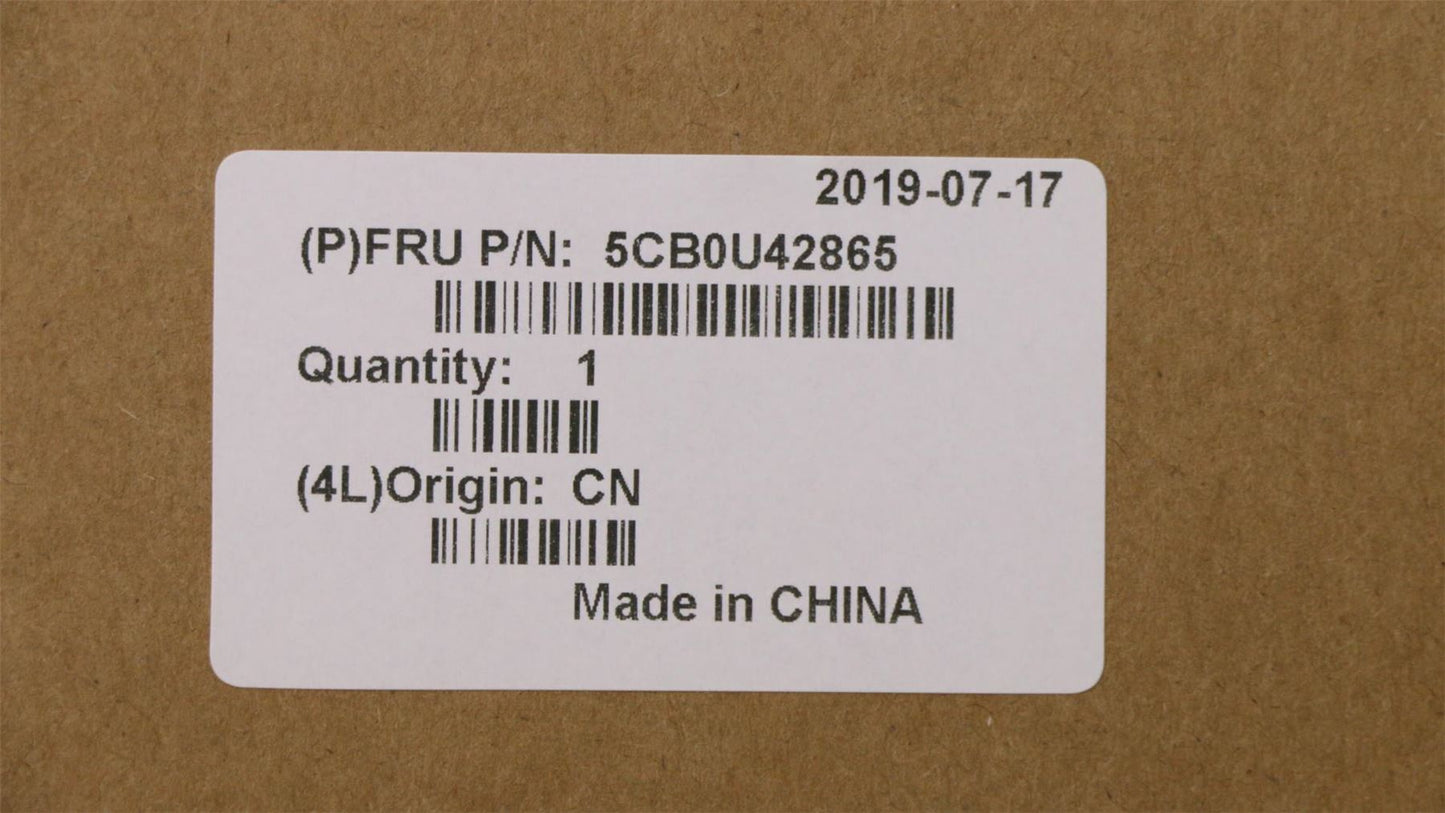 2019-07-17
(P)FRU P/N: 5CB0U42865
Quantity: 1
(4L)Origin: CN
Made in CHINA